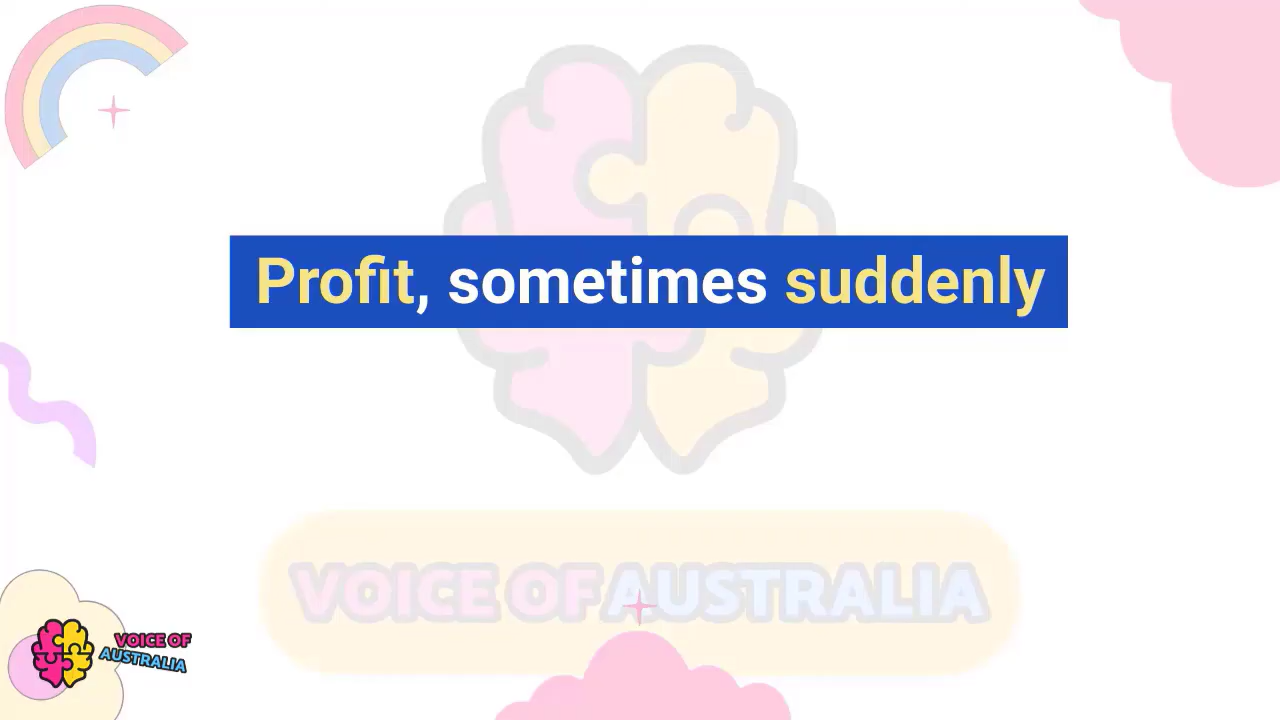 Profit, sometimes suddenly
VOICE OF AUSTRALIA
VOICE OF
AUSTRALIA